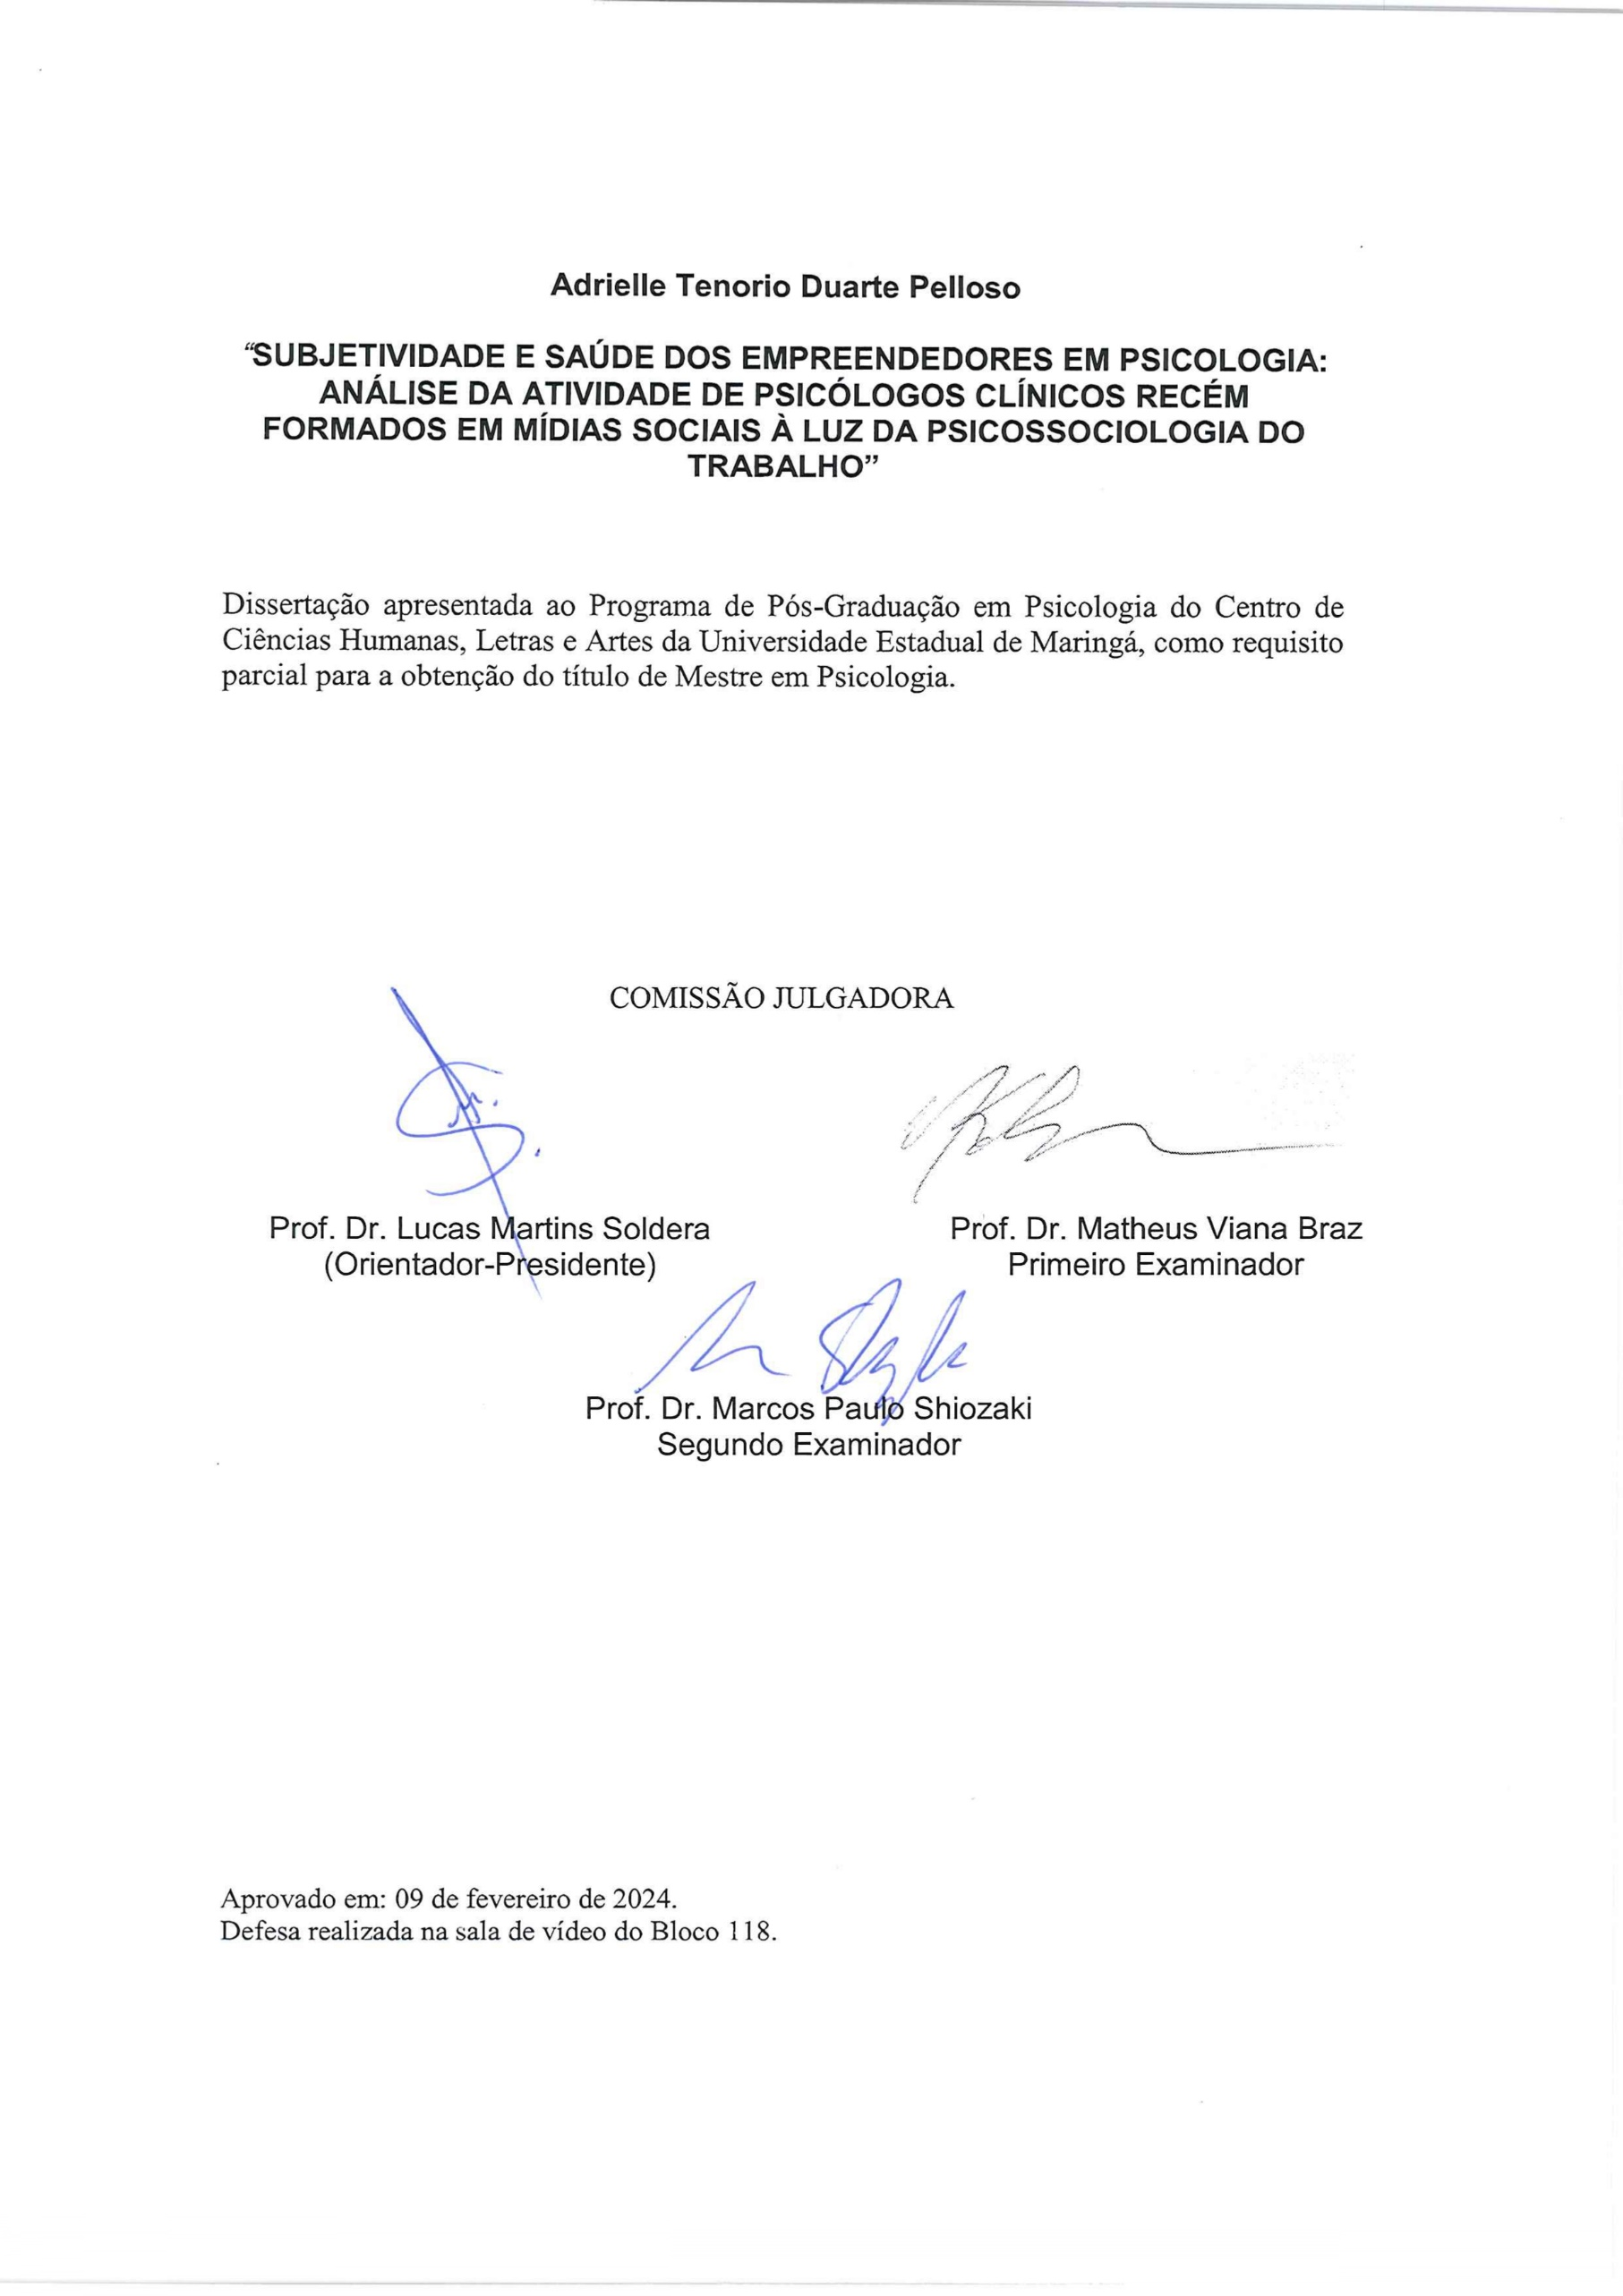 Adrielle Tenorio Duarte Pelloso
“SUBJETIVIDADE E SAÚDE DOS EMPREENDEDORES EM PSICOLOGIA:
ANÁLISE DA ATIVIDADE DE PSICÓLOGOS CLÍNICOS RECÉM
FORMADOS EM MÍDIAS SOCIAIS À LUZ DA PSICOSSOCIOLOGIA DO
TRABALHO”
Dissertação apresentada ao Programa de Pós-Graduação em Psicologia do Centro de
Ciências Humanas, Letras e Artes da Universidade Estadual de Maringá, como requisito
parcial para a obtenção do título de Mestre em Psicologia.
COMISSÃO JULGADORA
Prof. Dr. Lucas Martins Soldera
(Orientador-Presidente)
Prof. Dr. Matheus Viana Braz
Primeiro Examinador
Prof. Dr. Marcos Paulo Shiozaki
Segundo Examinador
Aprovado em: 09 de fevereiro de 2024.
Defesa realizada na sala de vídeo do Bloco 118.